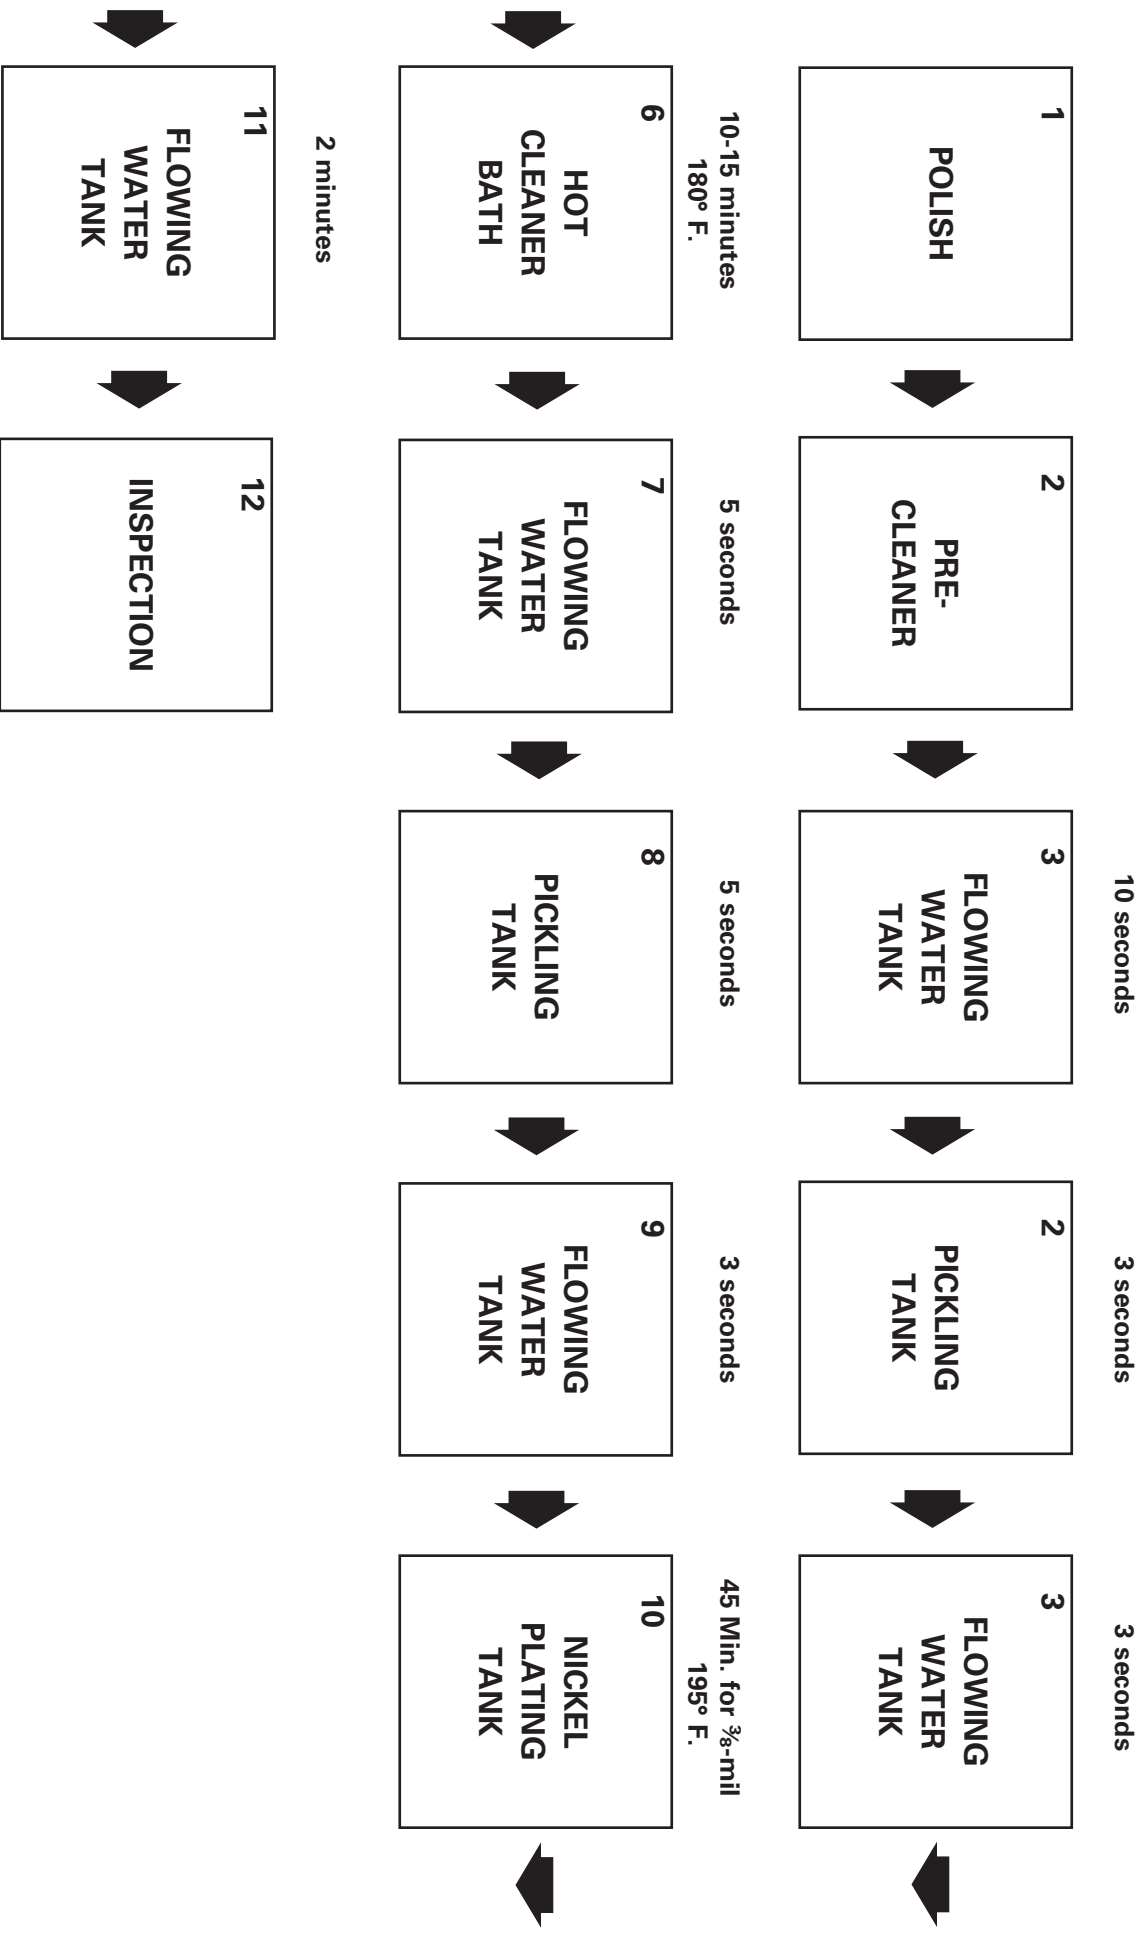 1
POLISH
2
PRE-
CLEANER
10 seconds
3
FLOWING
WATER
TANK
3 seconds
2
PICKLING
TANK
3 seconds
3
FLOWING
WATER
TANK
10-15 minutes
180º F.
6
HOT
CLEANER
BATH
5 seconds
7
FLOWING
WATER
TANK
5 seconds
8
PICKLING
TANK
3 seconds
9
FLOWING
WATER
TANK
45 Min. for ⅜-mil
195º F.
10
NICKEL
PLATING
TANK
2 minutes
11
FLOWING
WATER
TANK
12
INSPECTION